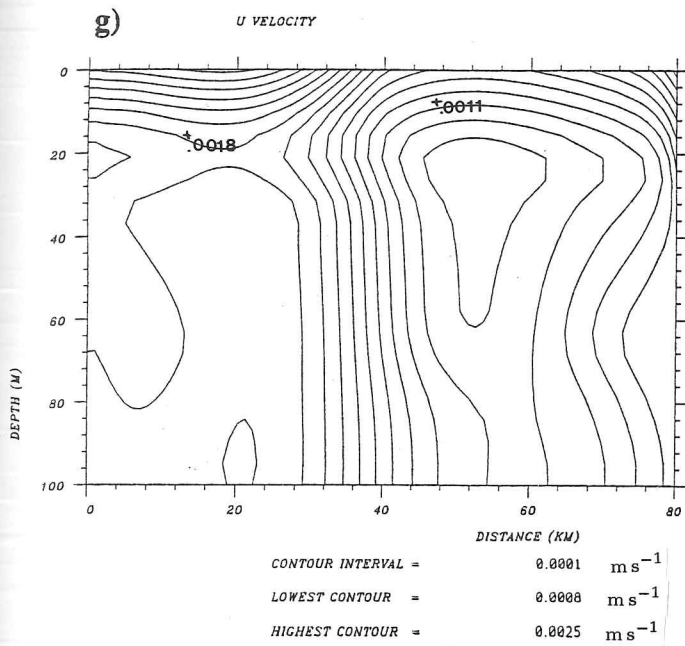 g)
U VELOCITY
0
20
40
60
80
100
DEPTH (M)
+.0018
+.0011
0 20 40 60 80
DISTANCE (KM)
CONTOUR INTERVAL = 0.0001 m s⁻¹
LOWEST CONTOUR = 0.0008 m s⁻¹
HIGHEST CONTOUR = 0.0025 m s⁻¹